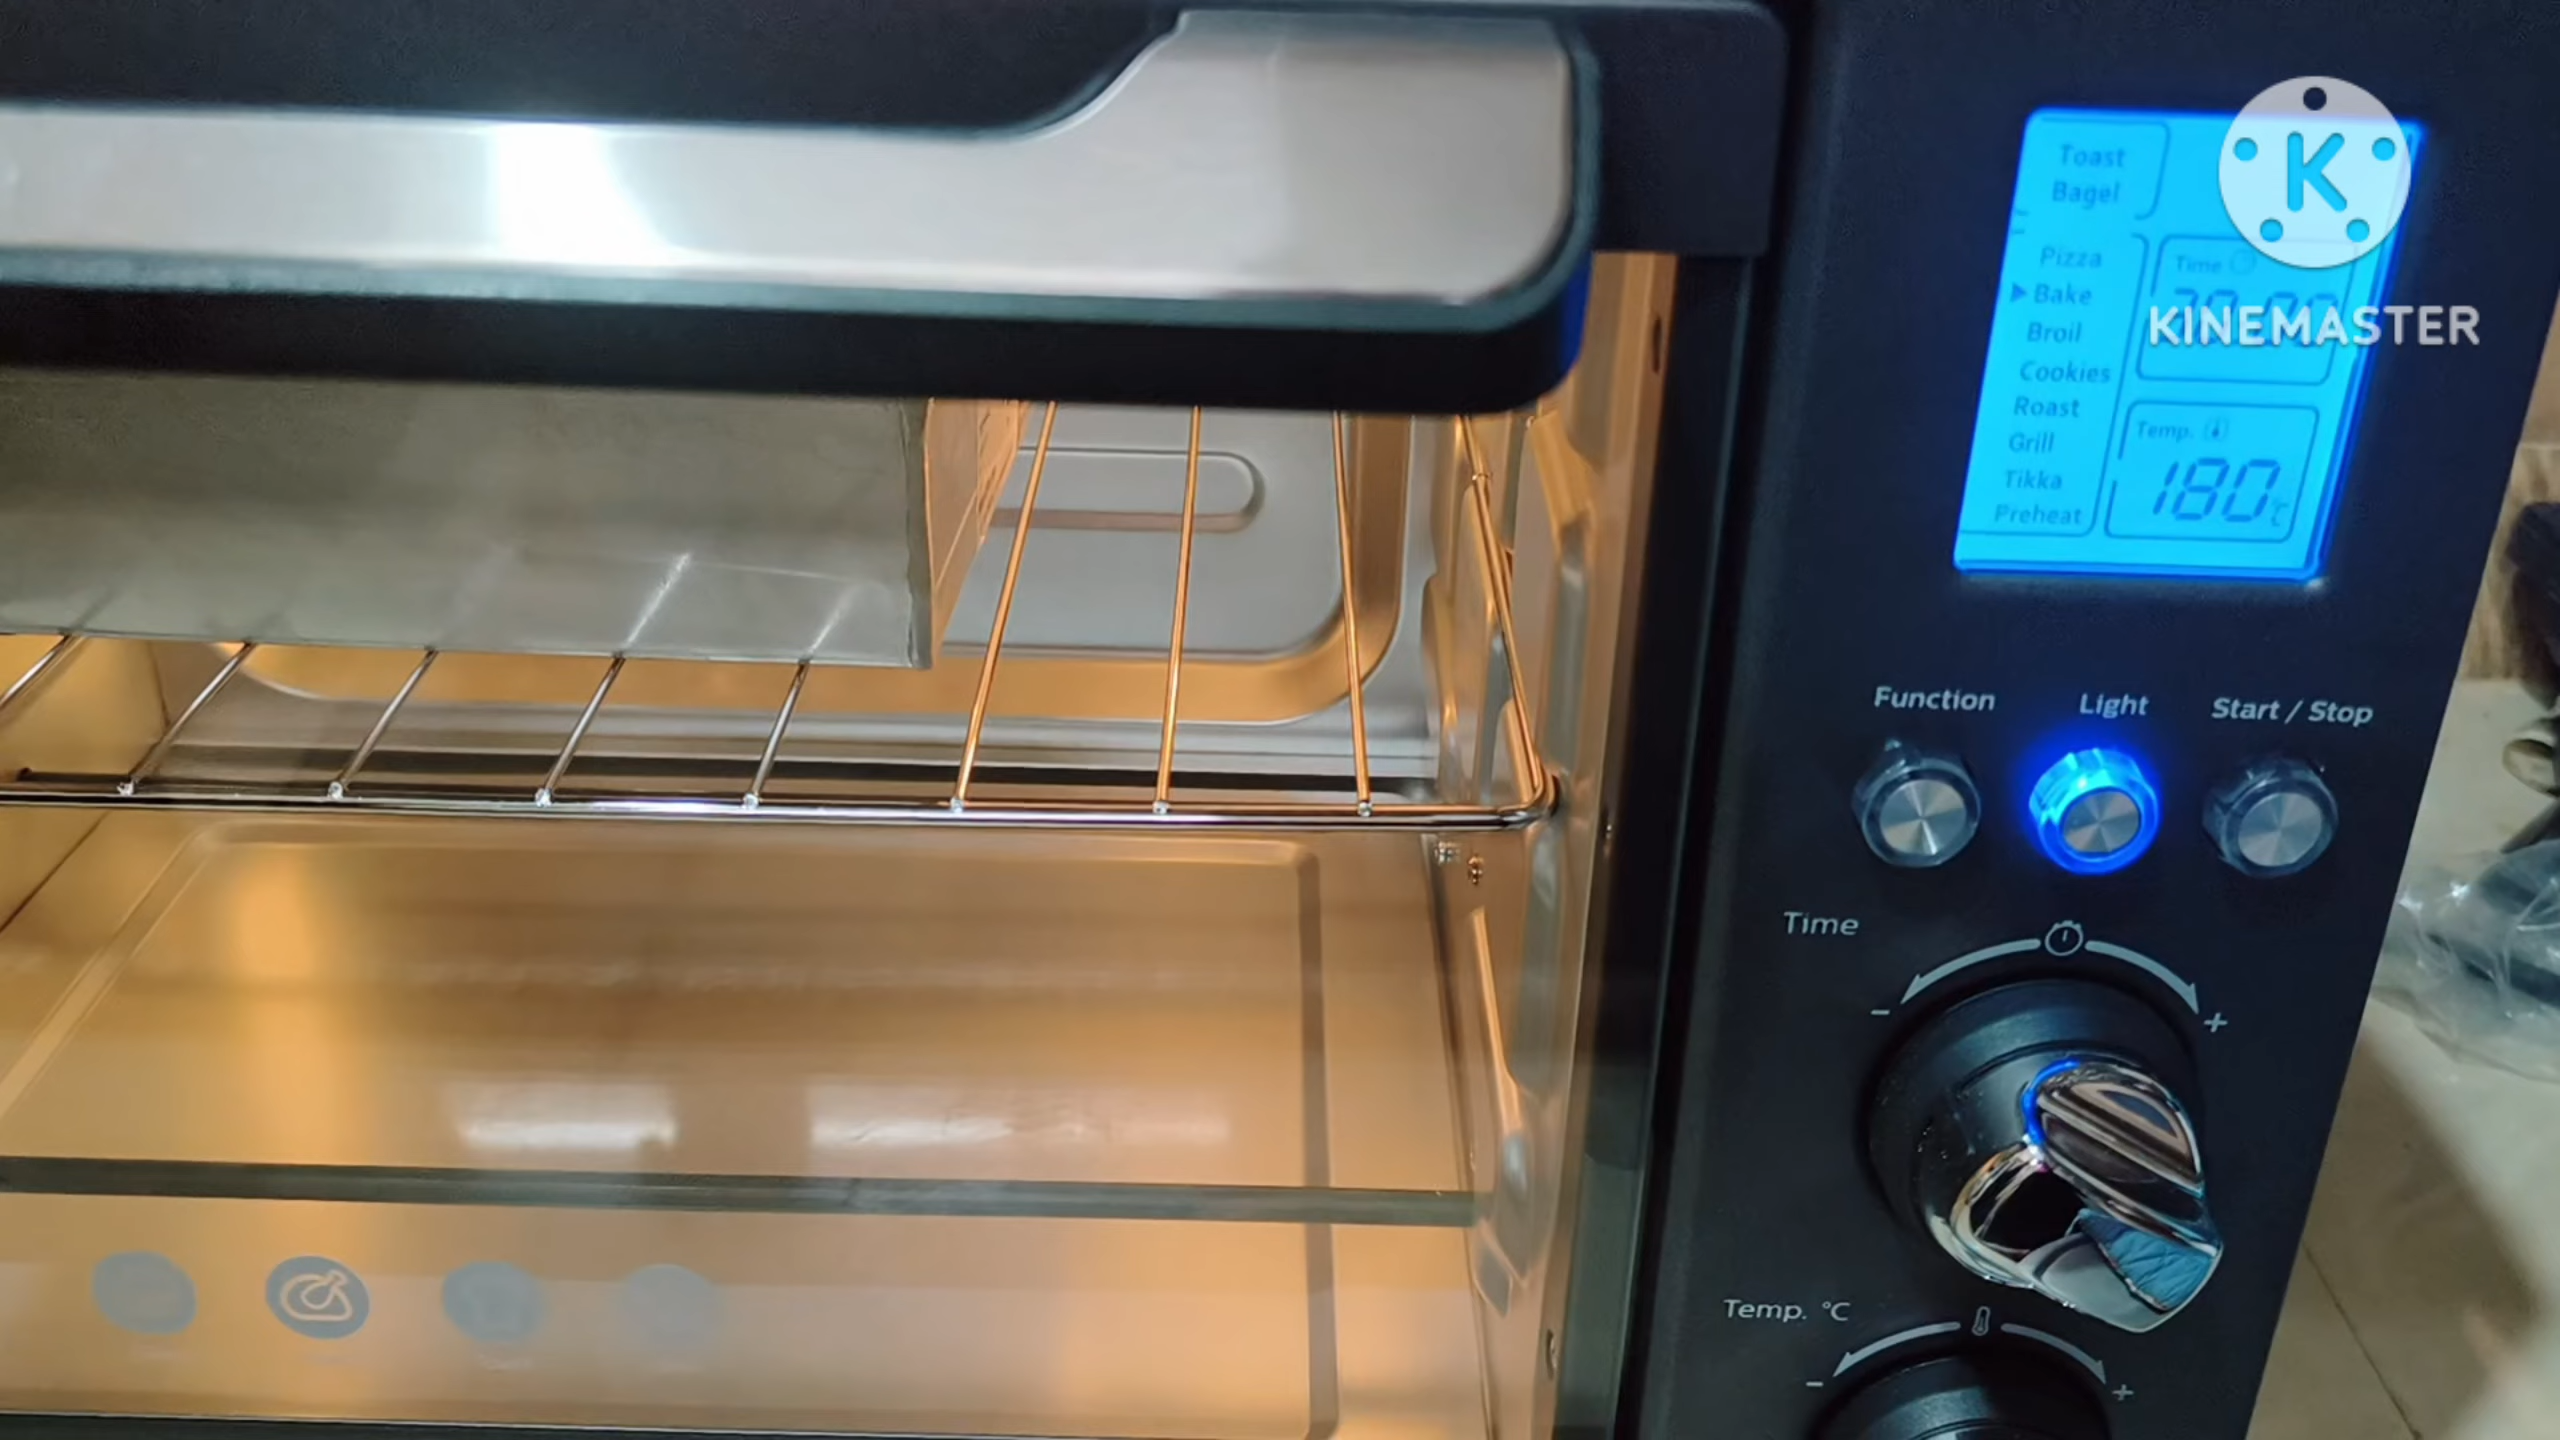 Toast
Bagel
Pizza
Bake
Broil
Cookies
Roast
Grill
Tikka
Preheat
Time
Temp.
180°C
K
KINEMASTER
Function
Light
Start / Stop
Time
- +
Temp. °C
- +